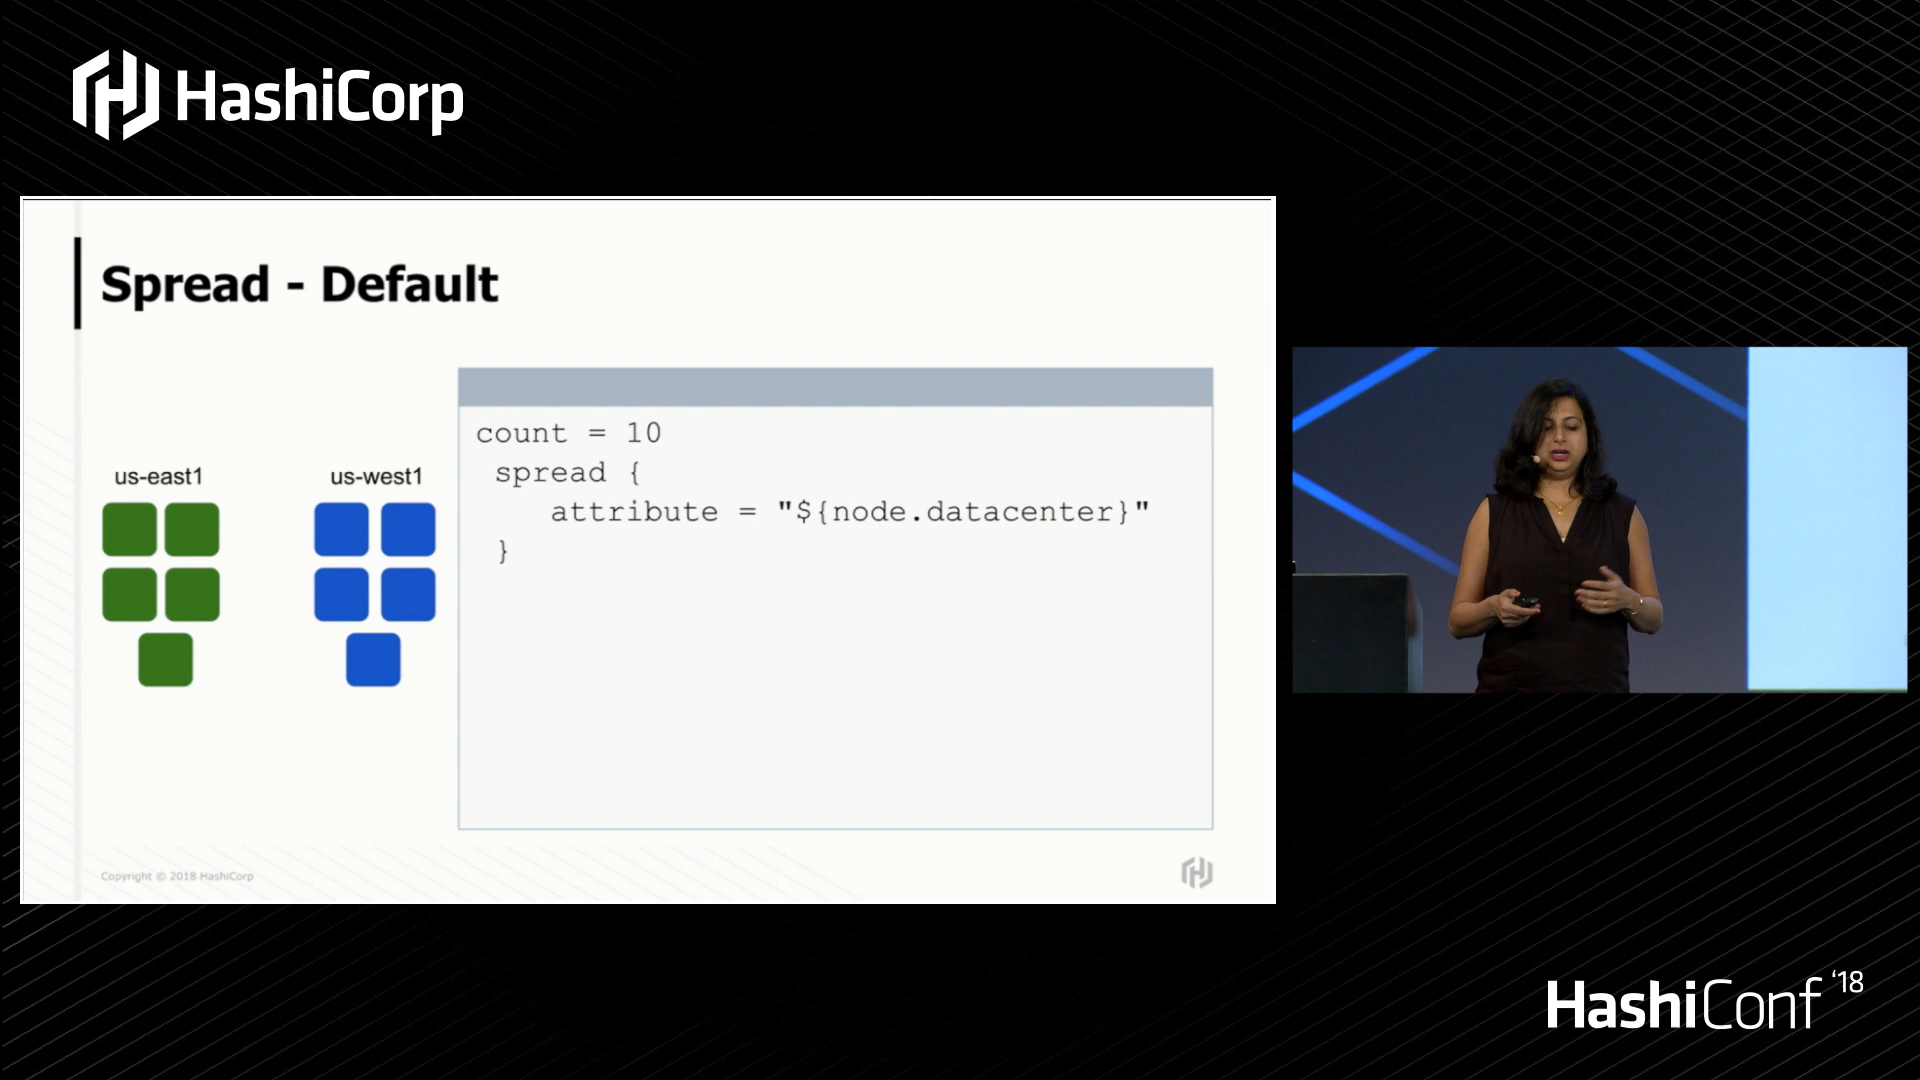 HashiCorp
Spread - Default
us-east1
us-west1
count = 10
spread {
attribute = "${node.datacenter}"
}
Copyright © 2018 HashiCorp
HashiConf '18